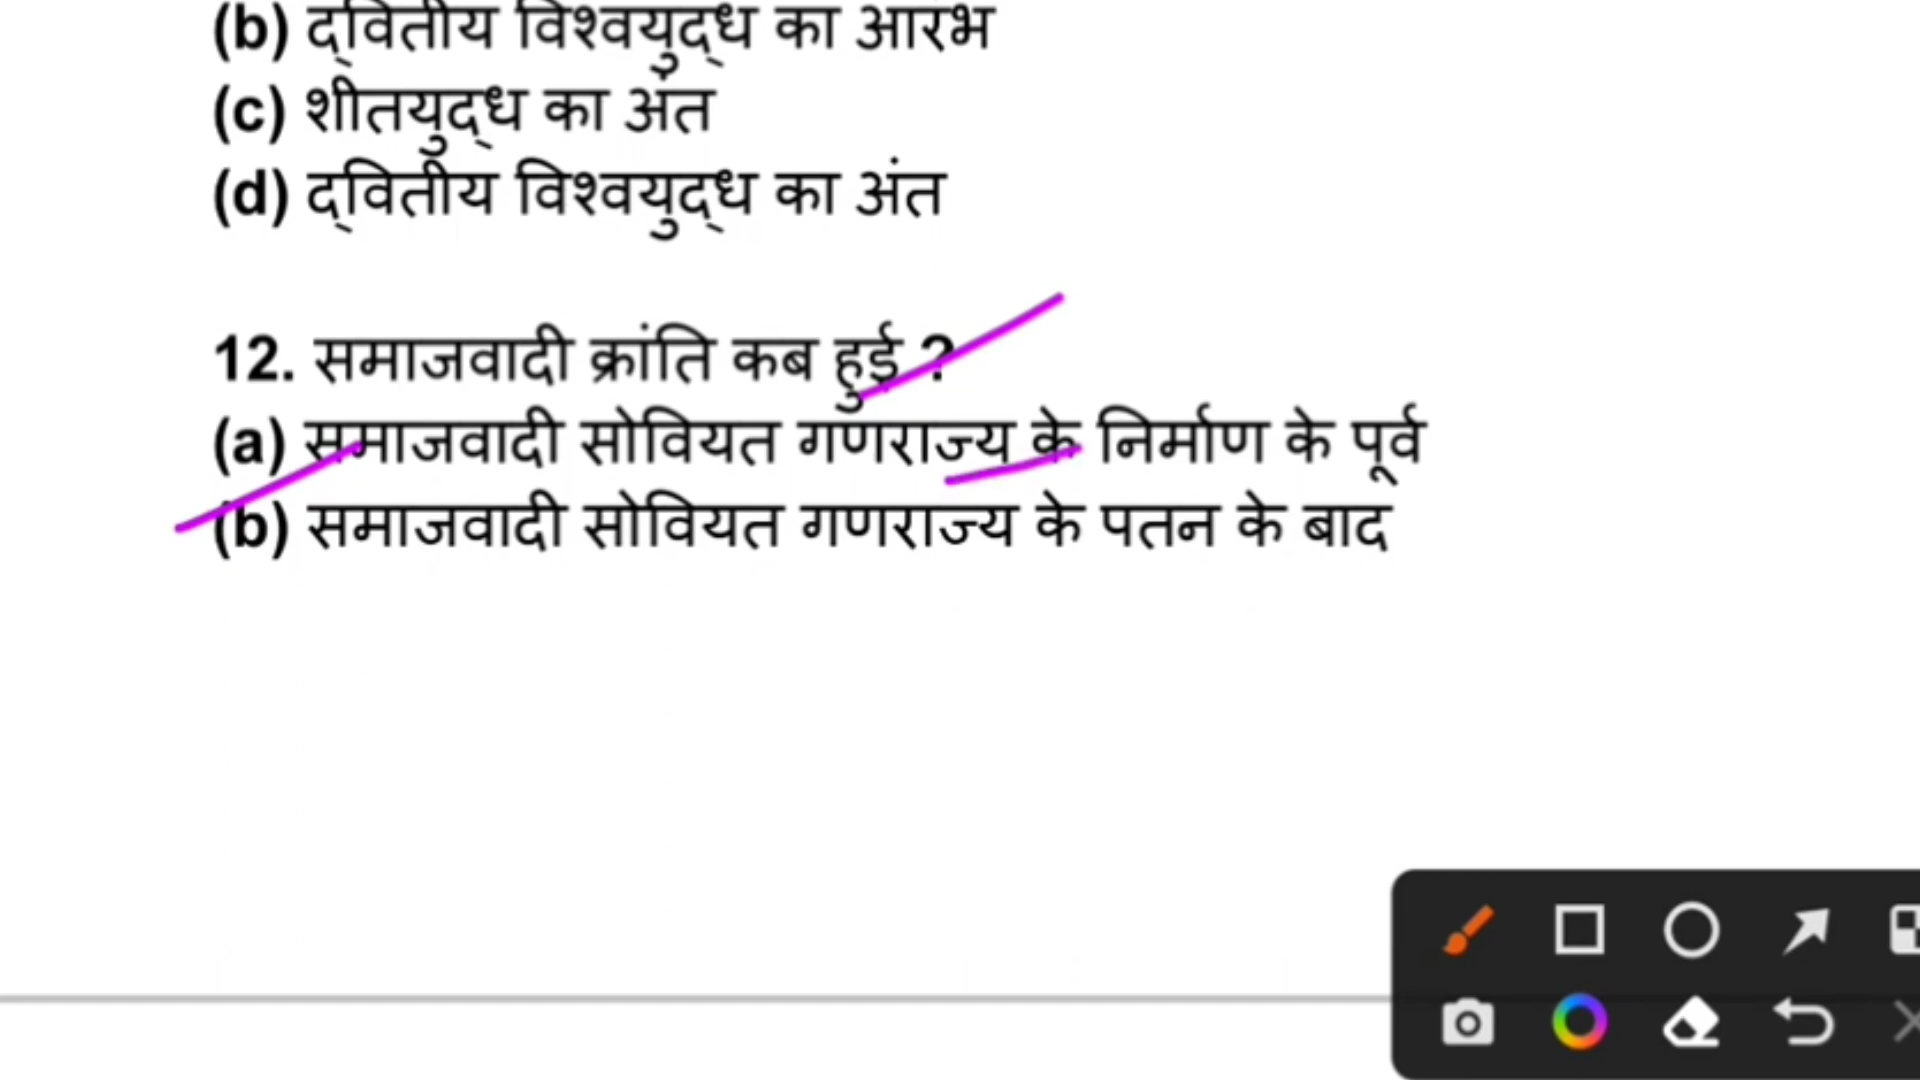 (b) द्वितीय विश्वयुद्ध का आरंभ
(c) शीतयुद्ध का अंत
(d) द्वितीय विश्वयुद्ध का अंत
12. समाजवादी क्रांति कब हुई ?
(a) समाजवादी सोवियत गणराज्य के निर्माण के पूर्व
(b) समाजवादी सोवियत गणराज्य के पतन के बाद